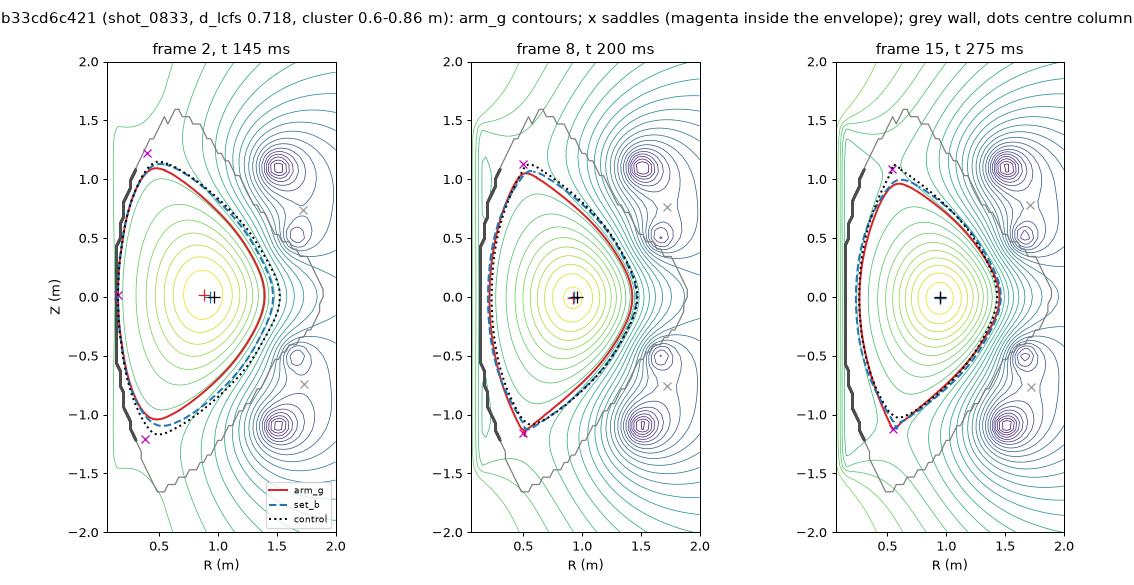 b33cd6c421 (shot_0833, d_lcfs 0.718, cluster 0.6-0.86 m): arm_g contours; x saddles (magenta inside the envelope); grey wall, dots centre column
frame 2, t 145 ms
frame 8, t 200 ms
frame 15, t 275 ms
Z (m)
2.0
1.5
1.0
0.5
0.0
−0.5
−1.0
−1.5
−2.0
2.0
1.5
1.0
0.5
0.0
−0.5
−1.0
−1.5
−2.0
2.0
1.5
1.0
0.5
0.0
−0.5
−1.0
−1.5
−2.0
arm_g
set_b
control
0.5 1.0 1.5 2.0
0.5 1.0 1.5 2.0
0.5 1.0 1.5 2.0
R (m)
R (m)
R (m)